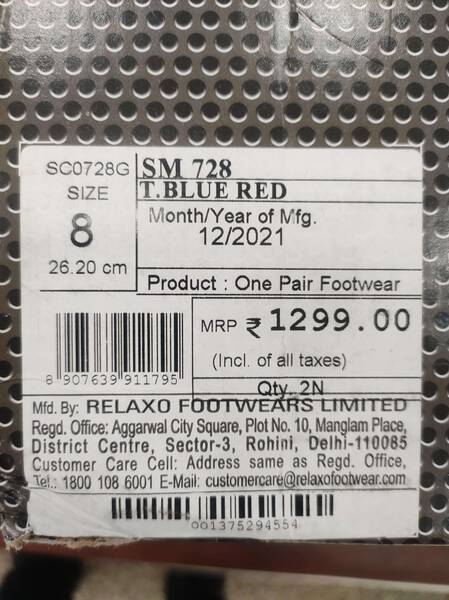 SC0728G
SIZE
8
26.20 cm
SM 728
T.BLUE RED
Month/Year of Mfg.
12/2021
Product : One Pair Footwear
8 907639 911795
MRP ₹ 1299.00
(Incl. of all taxes)
Qty. 2N
Mfd. By: RELAXO FOOTWEARS LIMITED
Regd. Office: Aggarwal City Square, Plot No. 10, Manglam Place,
District Centre, Sector-3, Rohini, Delhi-110085
Customer Care Cell: Address same as Regd. Office,
Tel.: 1800 108 6001 E-Mail: customercare@relaxofootwear.com
001375294554